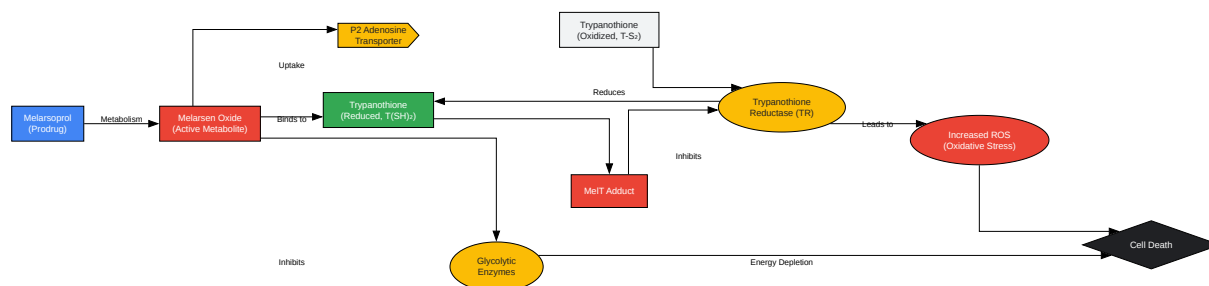 P2 Adenosine
Transporter
Trypanothione
(Oxidized, T-S₂)
Uptake
Melarsoprol
(Prodrug)
Metabolism
Melarsen Oxide
(Active Metabolite)
Binds to
Trypanothione
(Reduced, T(SH)₂)
Reduces
Trypanothione
Reductase (TR)
Leads to
Increased ROS
(Oxidative Stress)
Inhibits
MelT Adduct
Inhibits
Glycolytic
Enzymes
Energy Depletion
Cell Death